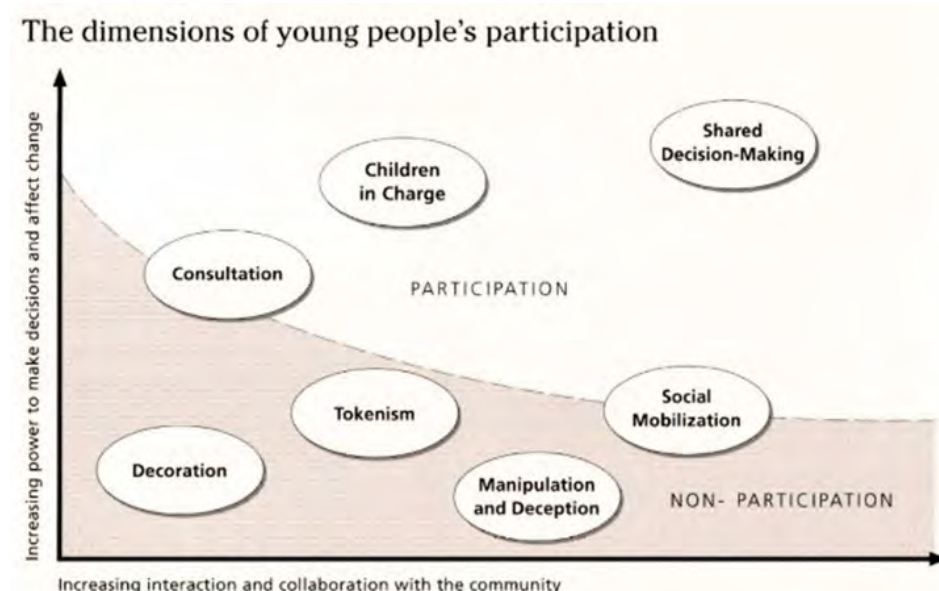 The dimensions of young people's participation
Increasing power to make decisions and affect change
Shared
Decision-Making
Children
in Charge
Consultation
PARTICIPATION
Social
Mobilization
Tokenism
Decoration
Manipulation
and Deception
NON- PARTICIPATION
Increasing interaction and collaboration with the community